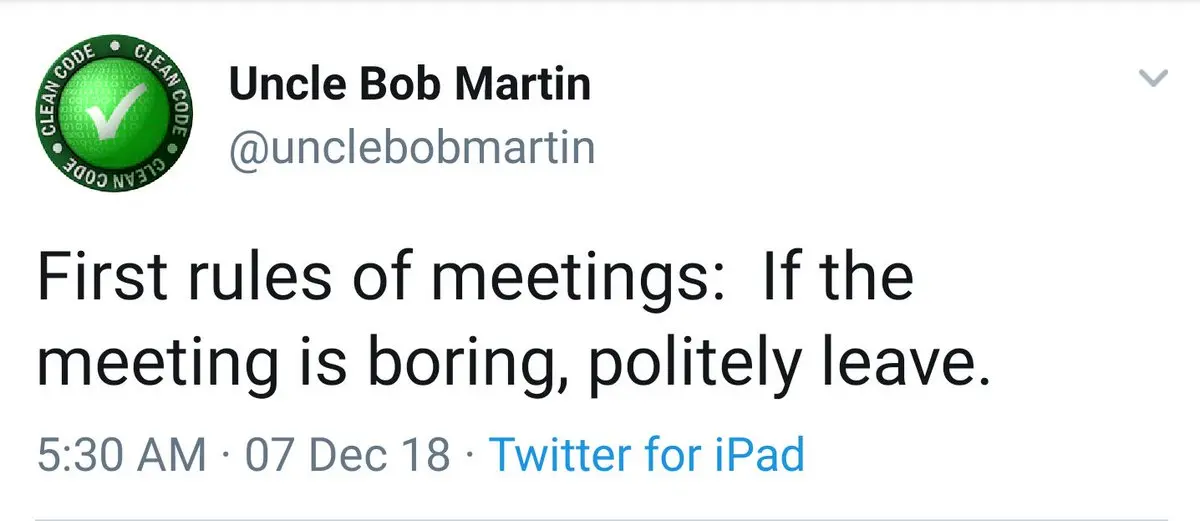 CLEAN CODE • CLEAN CODE • CLEAN CODE •
Uncle Bob Martin
@unclebobmartin
First rules of meetings:  If the
meeting is boring, politely leave.
5:30 AM · 07 Dec 18 · Twitter for iPad